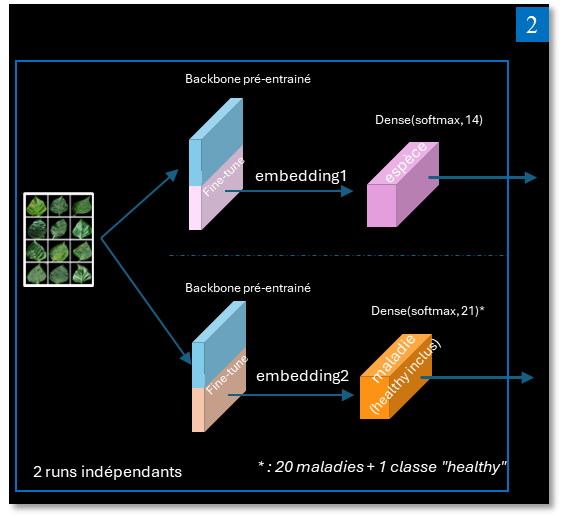 2
Backbone pré-entrainé
Dense(softmax, 14)
espèce
Fine-tune
embedding1
Backbone pré-entrainé
Dense(softmax, 21)*
maladie
(healthy inclus)
Fine-tune
embedding2
2 runs indépendants
* : 20 maladies + 1 classe "healthy"